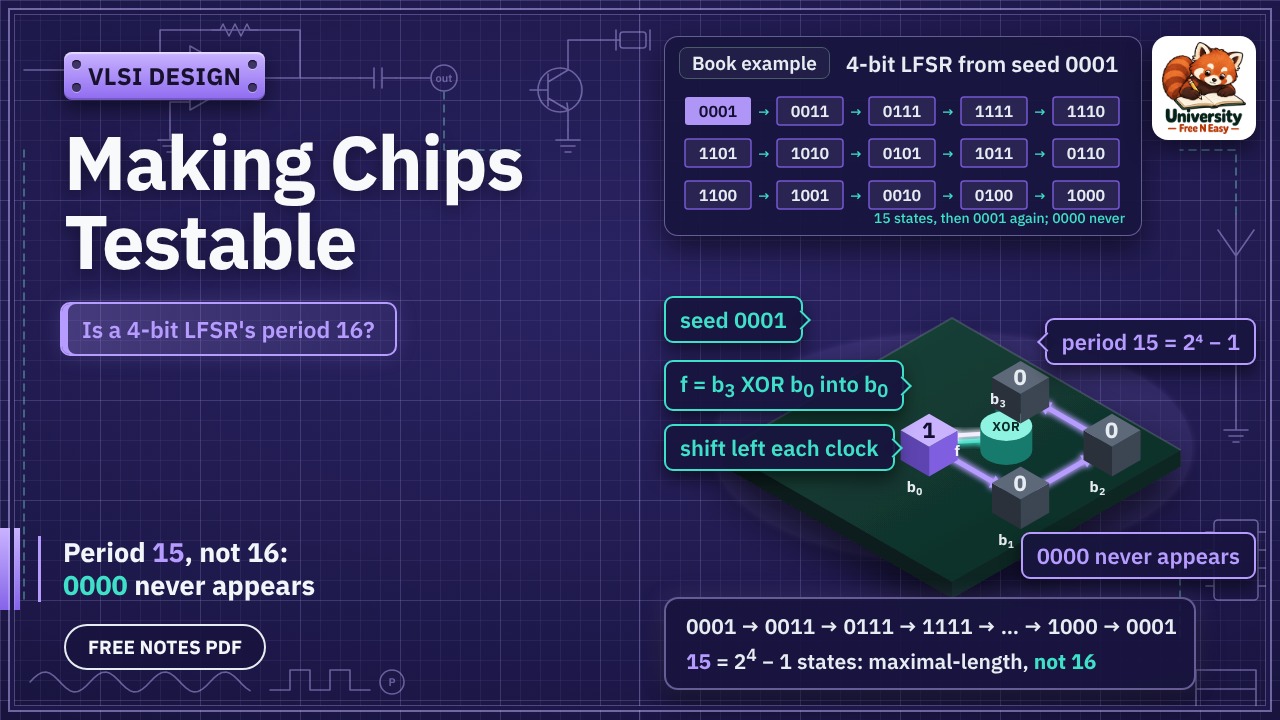 VLSI DESIGN
Making Chips
Testable
Is a 4-bit LFSR's period 16?
Period 15, not 16:
0000 never appears
FREE NOTES PDF
out
P
Book example
4-bit LFSR from seed 0001
0001 → 0011 → 0111 → 1111 → 1110
1101 → 1010 → 0101 → 1011 → 0110
1100 → 1001 → 0010 → 0100 → 1000
15 states, then 0001 again; 0000 never
University
Free N Easy
seed 0001
f = b₃ XOR b₀ into b₀
shift left each clock
period 15 = 2⁴ – 1
0
b₃
XOR
1
f
0
b₀
0
b₂
b₁
0000 never appears
0001 → 0011 → 0111 → 1111 → ... → 1000 → 0001
15 = 2⁴ – 1 states: maximal-length, not 16